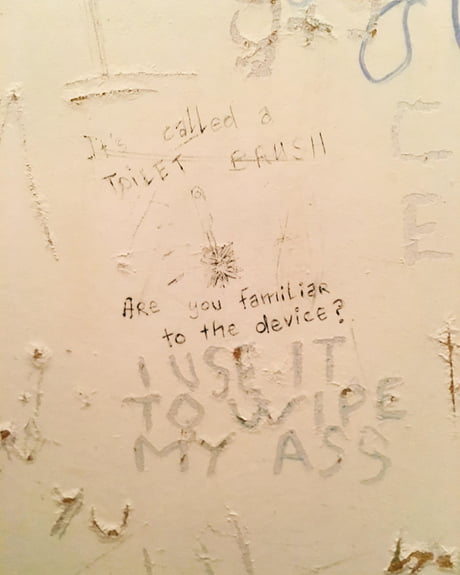 It's called a
TOILET BRUSH
ARE you familiar
to the device?
I USE IT
TO WIPE
MY ASS